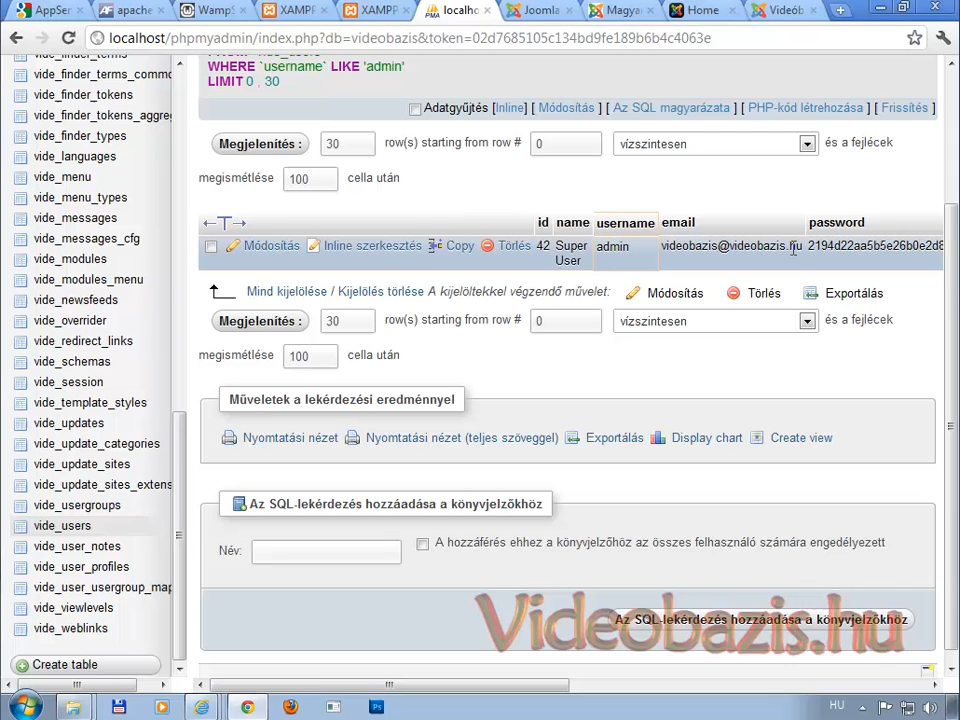 AppSer
apache
WampS
XAMPP
XAMPP
localho
Joomla
Magyar
Home
Videób
localhost/phpmyadmin/index.php?db=videobazis&token=02d7685105c134bd9fe189b6b4c4063e
vide_finder_terms
vide_finder_terms_commo
vide_finder_tokens
vide_finder_tokens_aggreg
vide_finder_types
vide_languages
vide_menu
vide_menu_types
vide_messages
vide_messages_cfg
vide_modules
vide_modules_menu
vide_newsfeeds
vide_overrider
vide_redirect_links
vide_schemas
vide_session
vide_template_styles
vide_updates
vide_update_categories
vide_update_sites
vide_update_sites_extens
vide_usergroups
vide_users
vide_user_notes
vide_user_profiles
vide_user_usergroup_map
vide_viewlevels
vide_weblinks
Create table
WHERE `username` LIKE 'admin'
LIMIT 0 , 30
Adatgyűjtés [Inline] [ Módosítás ] [ Az SQL magyarázata ] [ PHP-kód létrehozása ] [ Frissítés ]
Megjelenítés : 30 row(s) starting from row # 0 vízszintesen és a fejlécek
megismétlése 100 cella után
id name username email password
Módosítás Inline szerkesztés Copy Törlés 42 Super User admin videobazis@videobazis.hu 2194d22aa5b5e26b0e2d8
Mind kijelölése / Kijelölés törlése A kijelöltekkel végzendő művelet: Módosítás Törlés Exportálás
Megjelenítés : 30 row(s) starting from row # 0 vízszintesen és a fejlécek
megismétlése 100 cella után
Műveletek a lekérdezési eredménnyel
Nyomtatási nézet Nyomtatási nézet (teljes szöveggel) Exportálás Display chart Create view
Az SQL-lekérdezés hozzáadása a könyvjelzőkhöz
Név: A hozzáférés ehhez a könyvjelzőhöz az összes felhasználó számára engedélyezett
Az SQL-lekérdezés hozzáadása a könyvjelzőkhöz
Videobazis.hu
HU